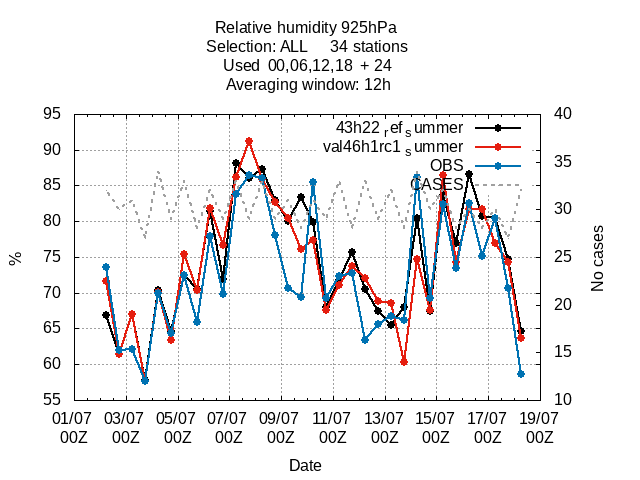 Relative humidity 925hPa
Selection: ALL 34 stations
Used 00,06,12,18 + 24
Averaging window: 12h
43h22 refsummer
val46h1rc1 summer
OBS
CASES
95
90
85
80
75
70
65
60
55
%
40
35
30
25
20
15
10
No cases
01/07 03/07 05/07 07/07 09/07 11/07 13/07 15/07 17/07 19/07
00Z 00Z 00Z 00Z 00Z 00Z 00Z 00Z 00Z 00Z
Date